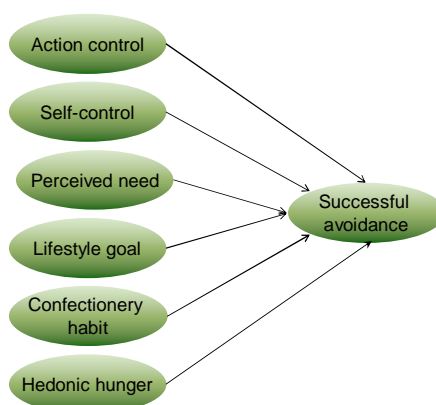 Action control
Self-control
Perceived need
Successful
avoidance
Lifestyle goal
Confectionery
habit
Hedonic hunger